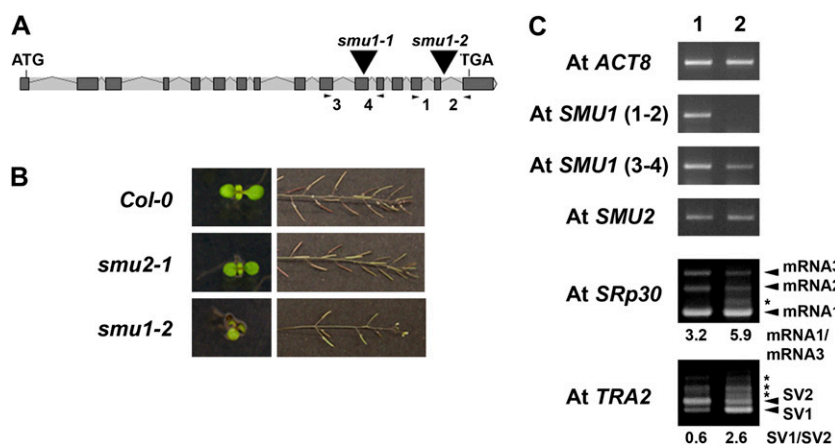 A
smu1-1 smu1-2
ATG TGA
3 4 1 2
B
Col-0
smu2-1
smu1-2
C
1 2
At ACT8
At SMU1 (1-2)
At SMU1 (3-4)
At SMU2
At SRp30
mRNA3
mRNA2
*
mRNA1
3.2 5.9 mRNA1/
mRNA3
At TRA2
*
*
*
SV2
SV1
0.6 2.6 SV1/SV2